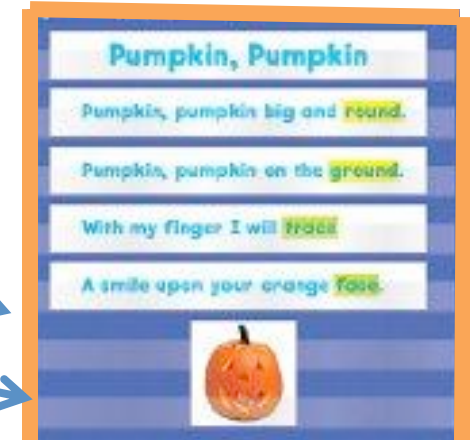 Pumpkin, Pumpkin
Pumpkin, pumpkin big and round.
Pumpkin, pumpkin on the ground.
With my finger I will trace
A smile upon your orange face.